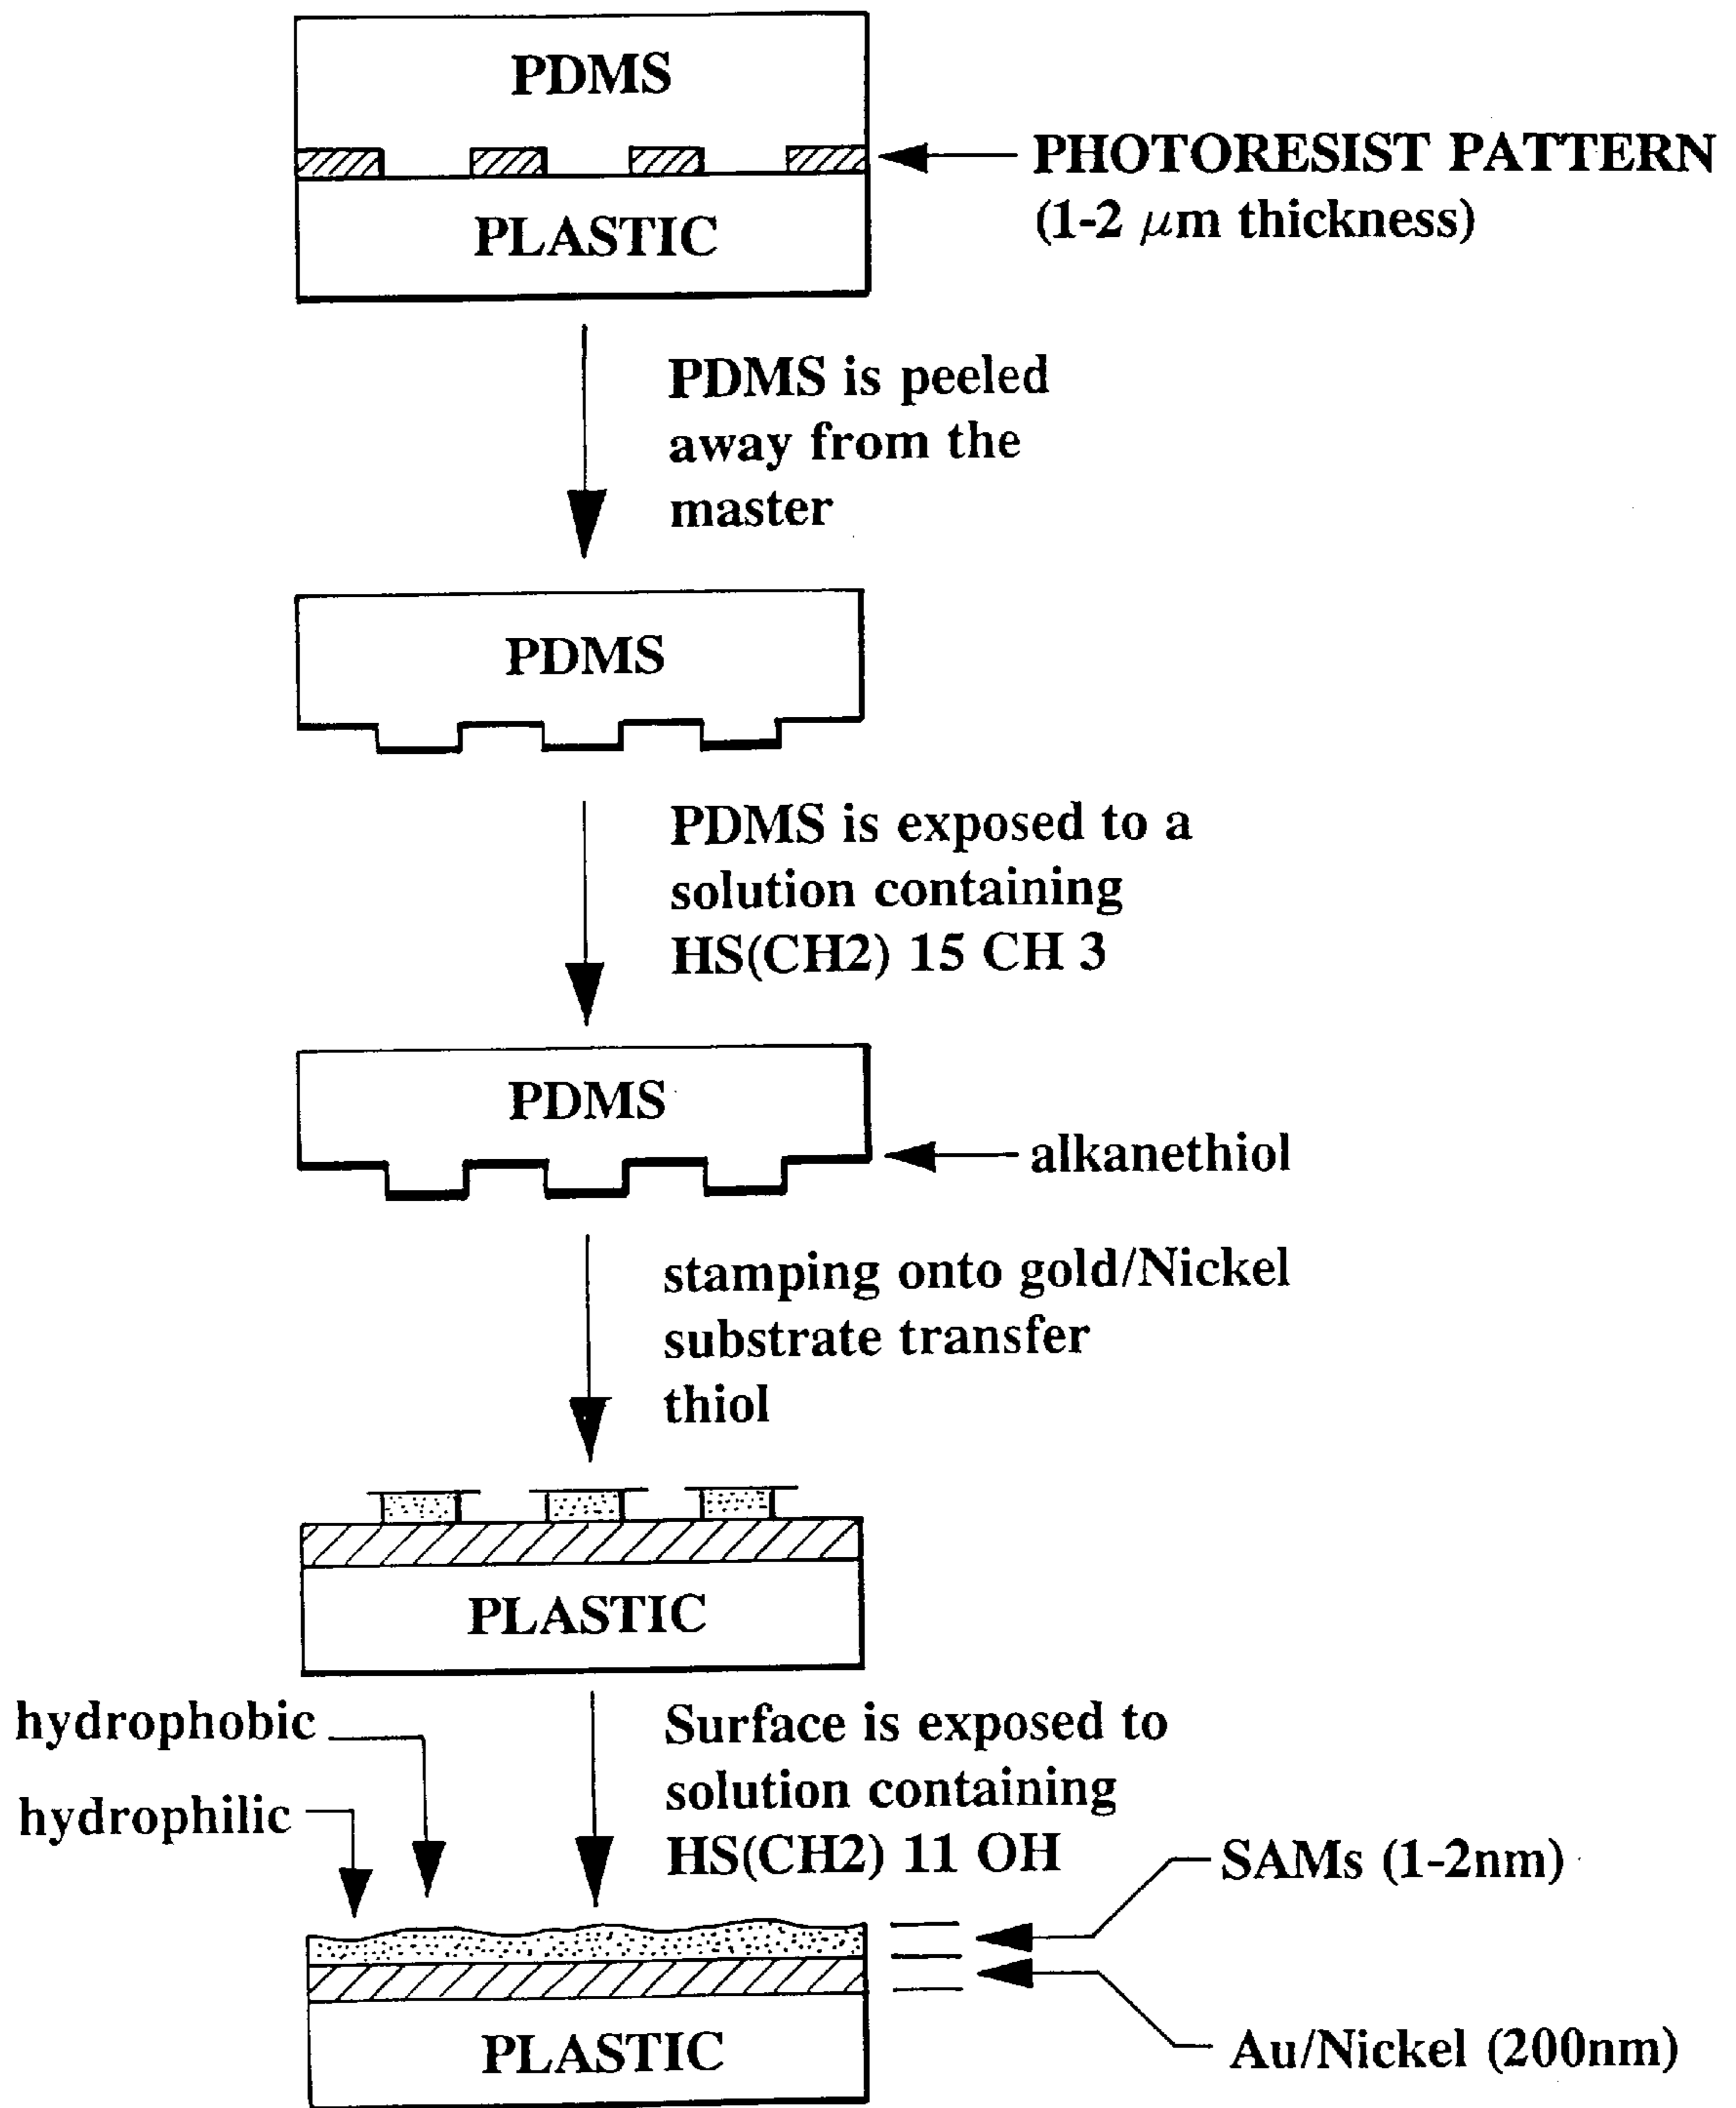 PDMS
PHOTORESIST PATTERN
(1-2 μm thickness)
PLASTIC
PDMS is peeled
away from the
master
PDMS
PDMS is exposed to a
solution containing
HS(CH2) 15 CH 3
PDMS
alkanethiol
stamping onto gold/Nickel
substrate transfer
thiol
PLASTIC
hydrophobic
hydrophilic
Surface is exposed to
solution containing
HS(CH2) 11 OH
SAMs (1-2nm)
Au/Nickel (200nm)
PLASTIC